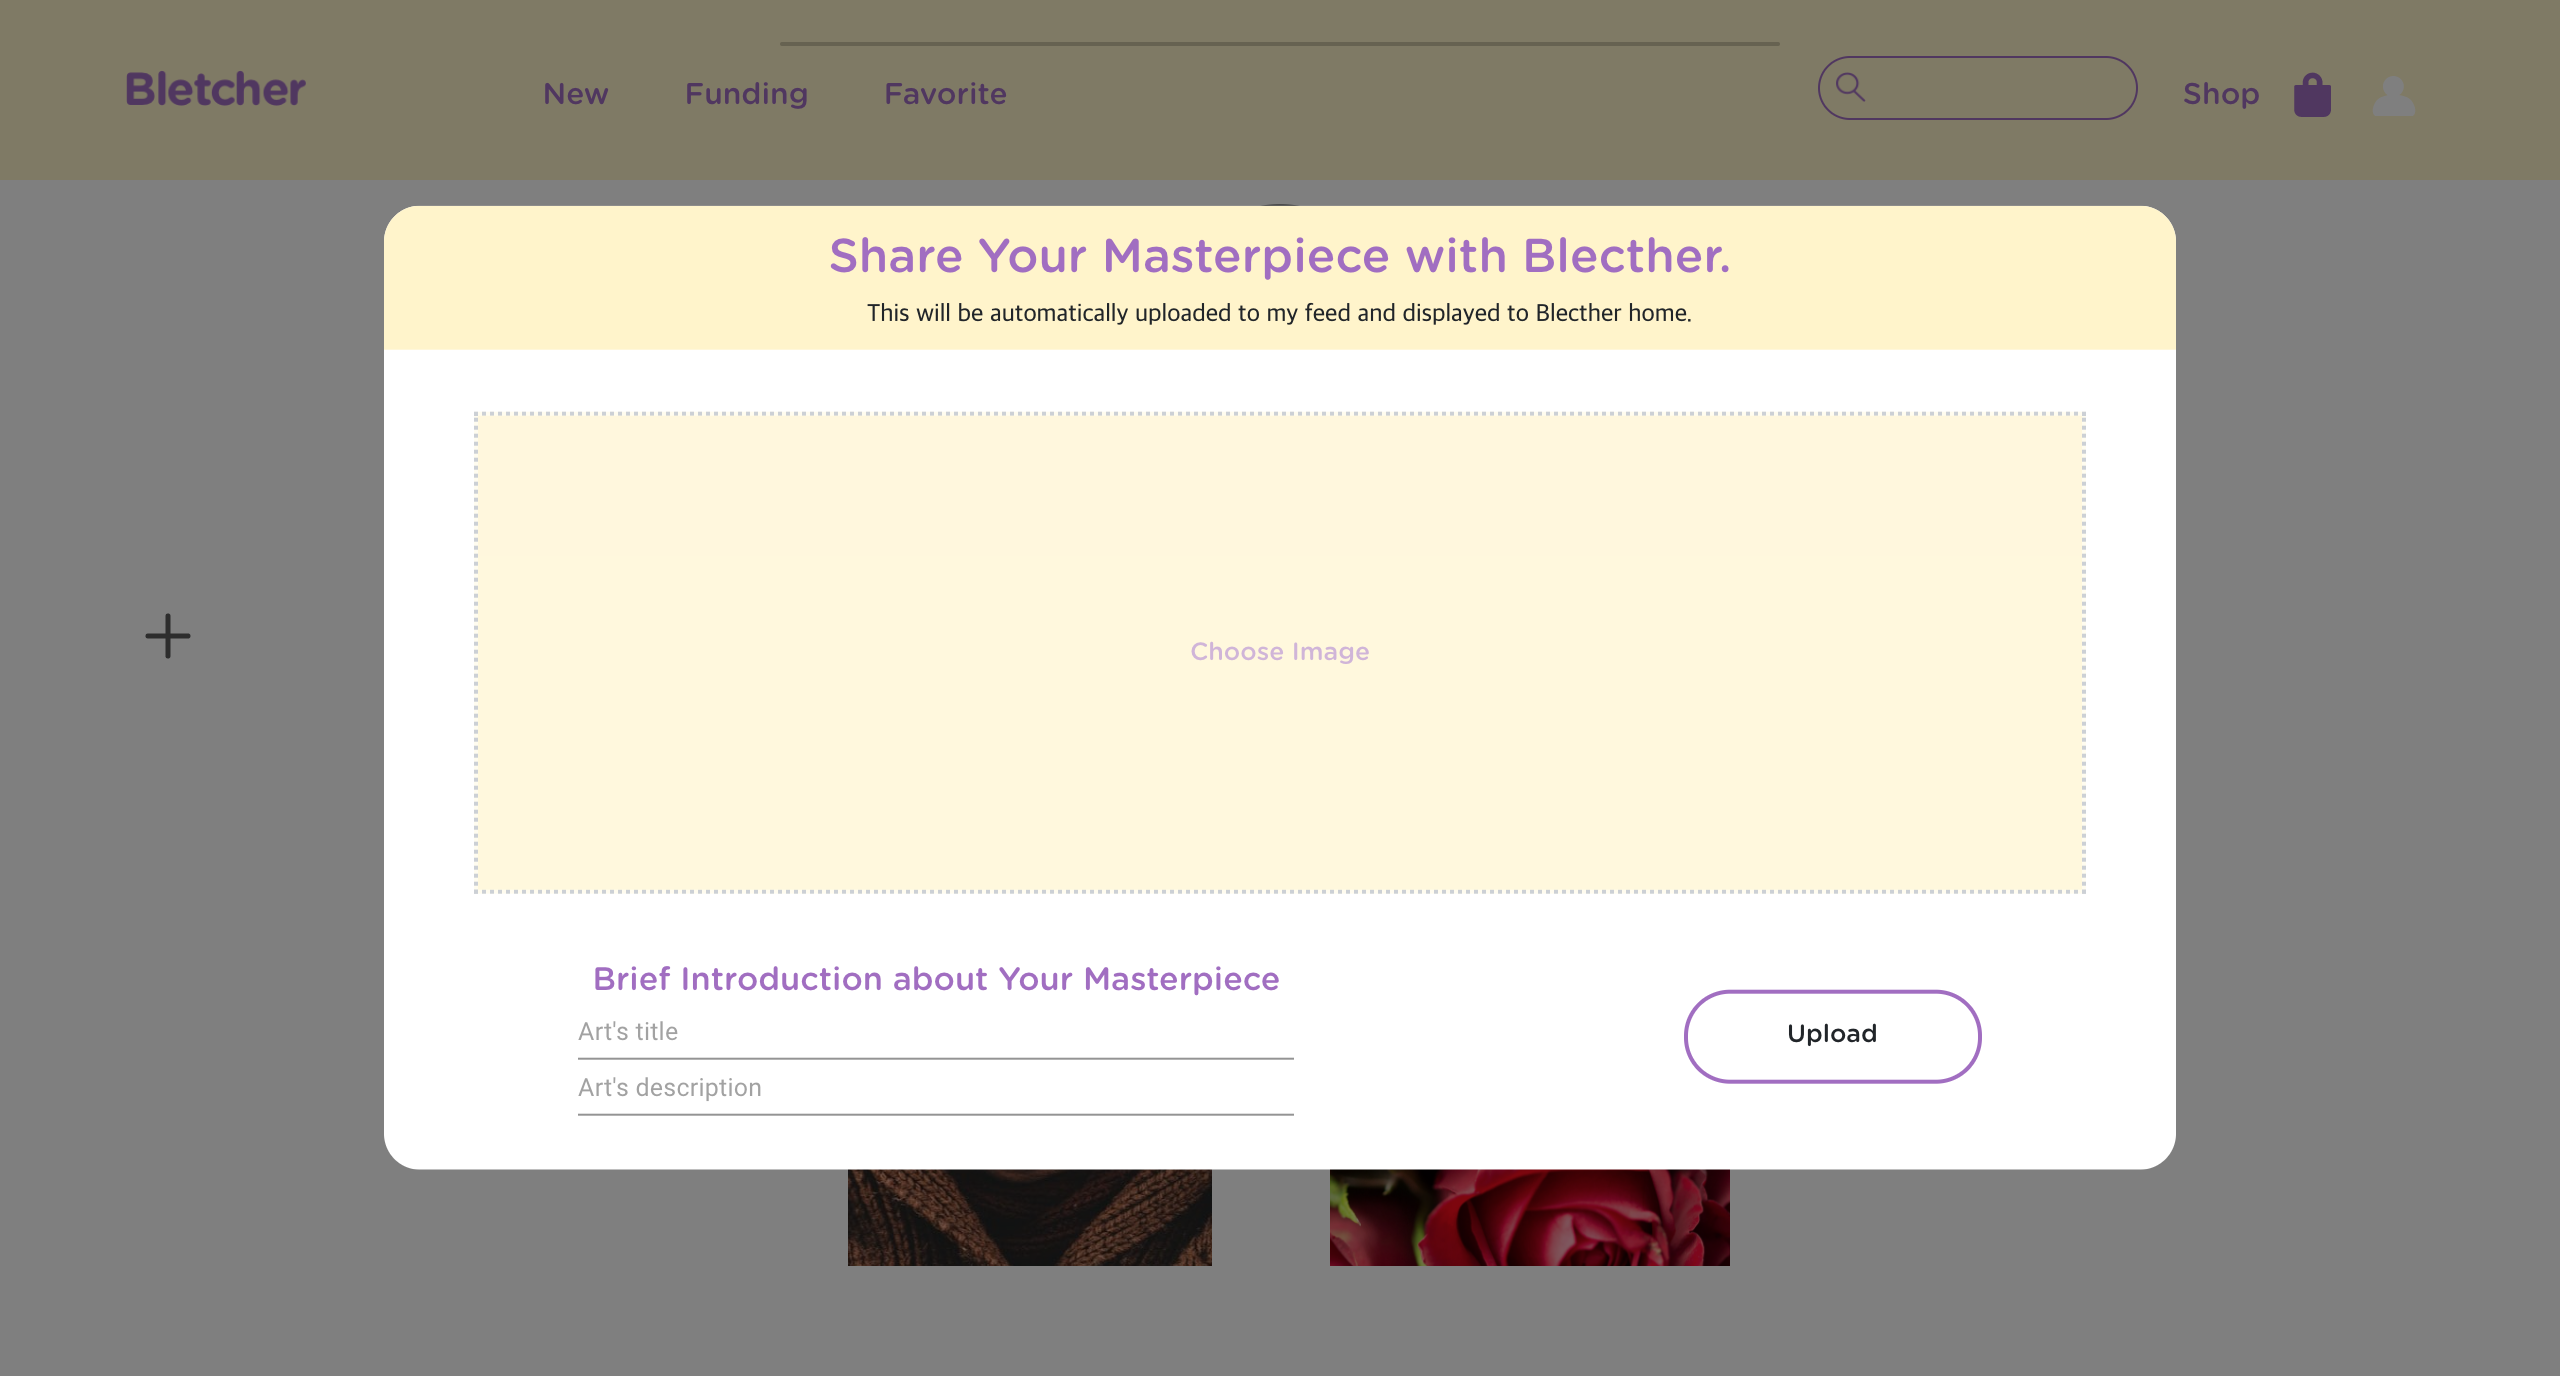 Bletcher
New
Funding
Favorite
Shop
Share Your Masterpiece with Blecther.
This will be automatically uploaded to my feed and displayed to Blecther home.
Choose Image
Brief Introduction about Your Masterpiece
Art's title
Art's description
Upload